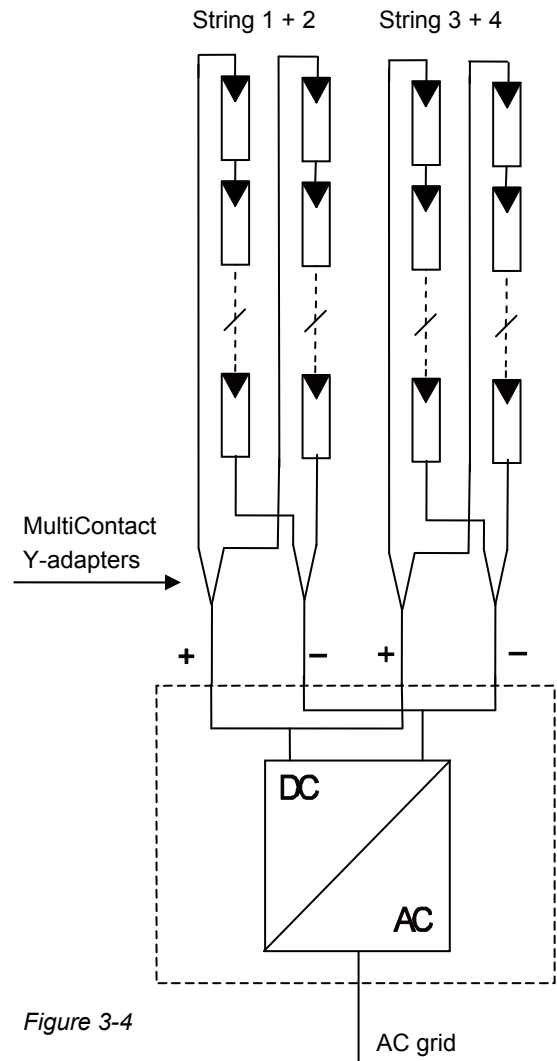 String 1 + 2
String 3 + 4
MultiContact
Y-adapters
+
–
+
–
DC
AC
Figure 3-4
AC grid